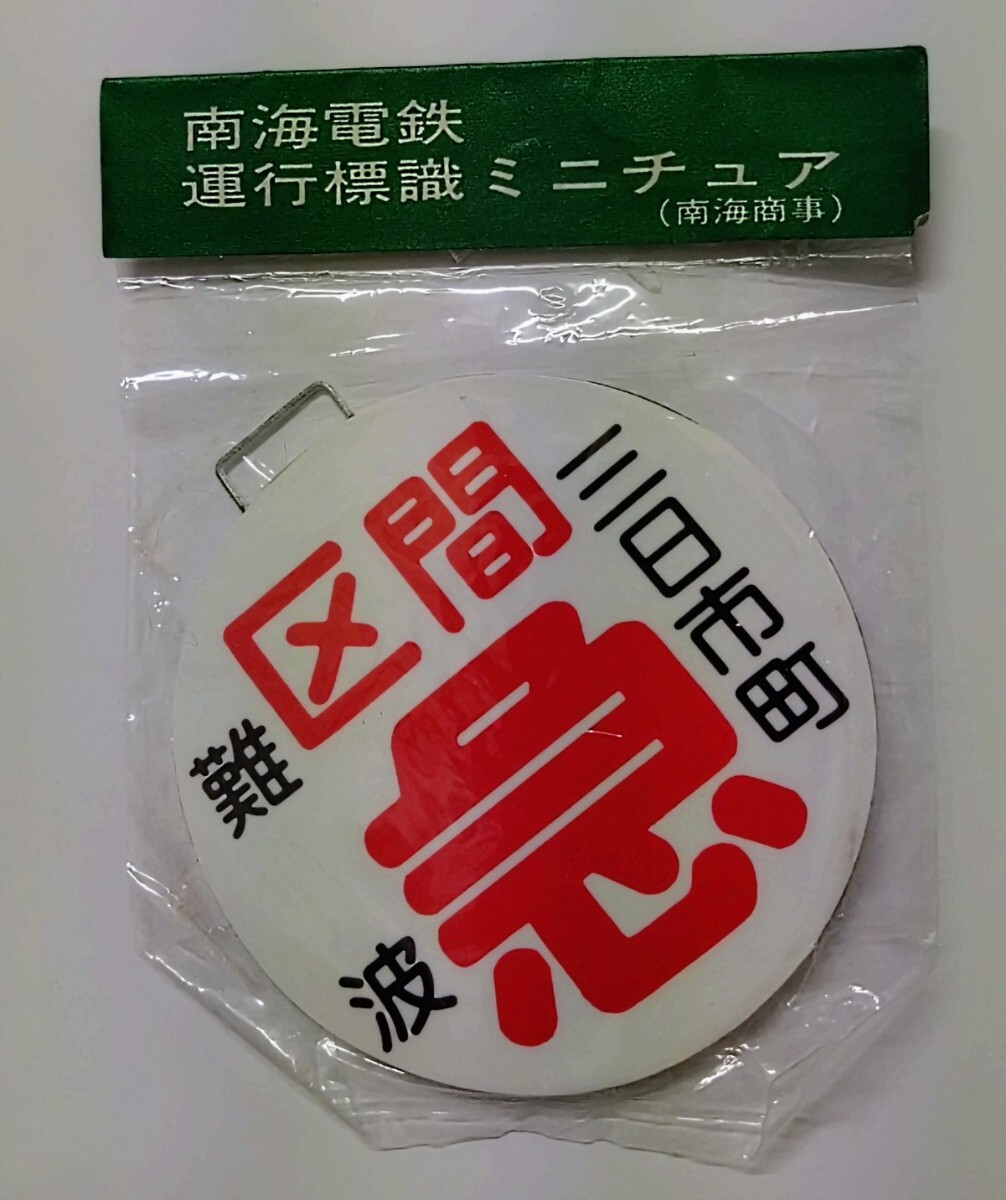 南海電鉄
運行標識ミニチュア
(南海商事)
区間
急
難波
三日市町